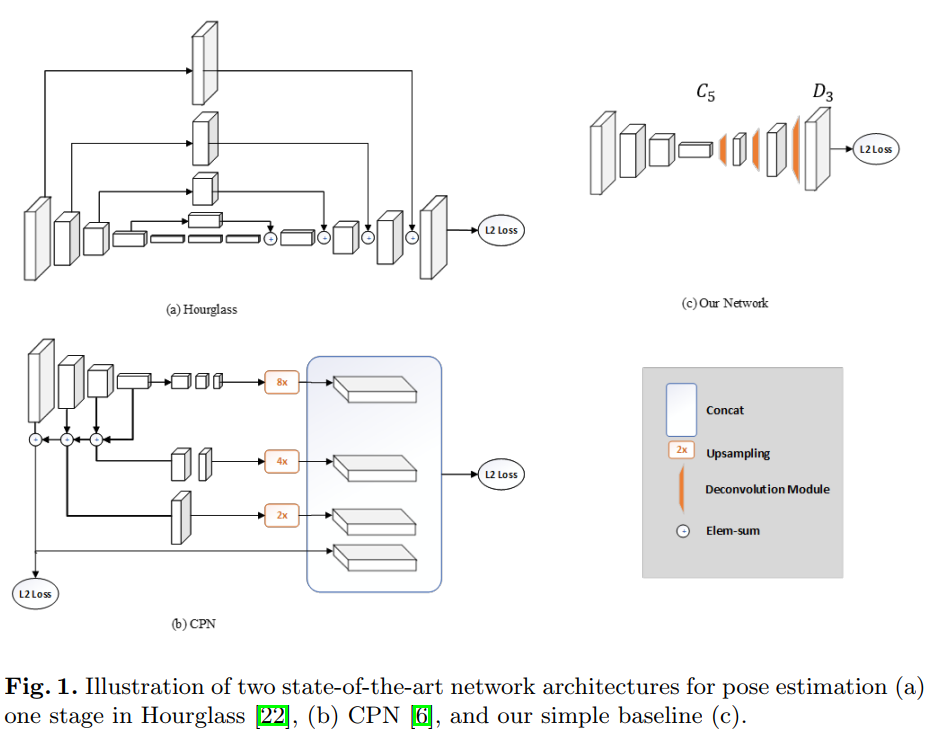 C5
D3
L2 Loss
L2 Loss
(a) Hourglass
(c) Our Network
8x
4x
2x
L2 Loss
L2 Loss
(b) CPN
Concat
2x
Upsampling
Deconvolution Module
Elem-sum
Fig. 1. Illustration of two state-of-the-art network architectures for pose estimation (a)
one stage in Hourglass [22], (b) CPN [6], and our simple baseline (c).